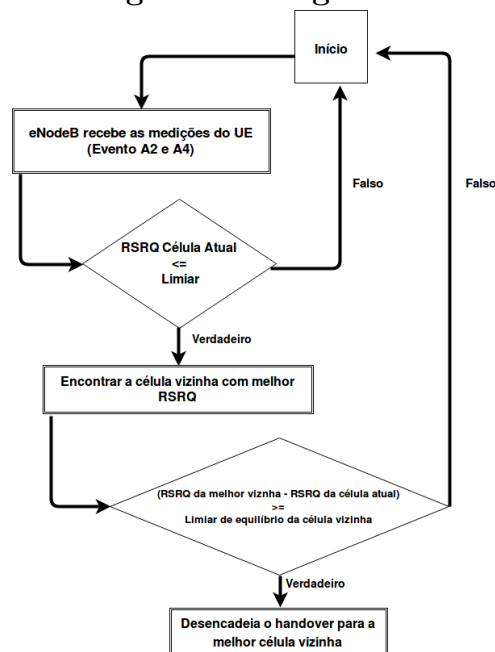 Início
eNodeB recebe as medições do UE
(Evento A2 e A4)
Falso
Falso
RSRQ Célula Atual
<=
Limiar
Verdadeiro
Encontrar a célula vizinha com melhor
RSRQ
(RSRQ da melhor viznha - RSRQ da célula atual)
>=
Limiar de equilíbrio da célula vizinha
Verdadeiro
Desencadeia o handover para a
melhor célula vizinha